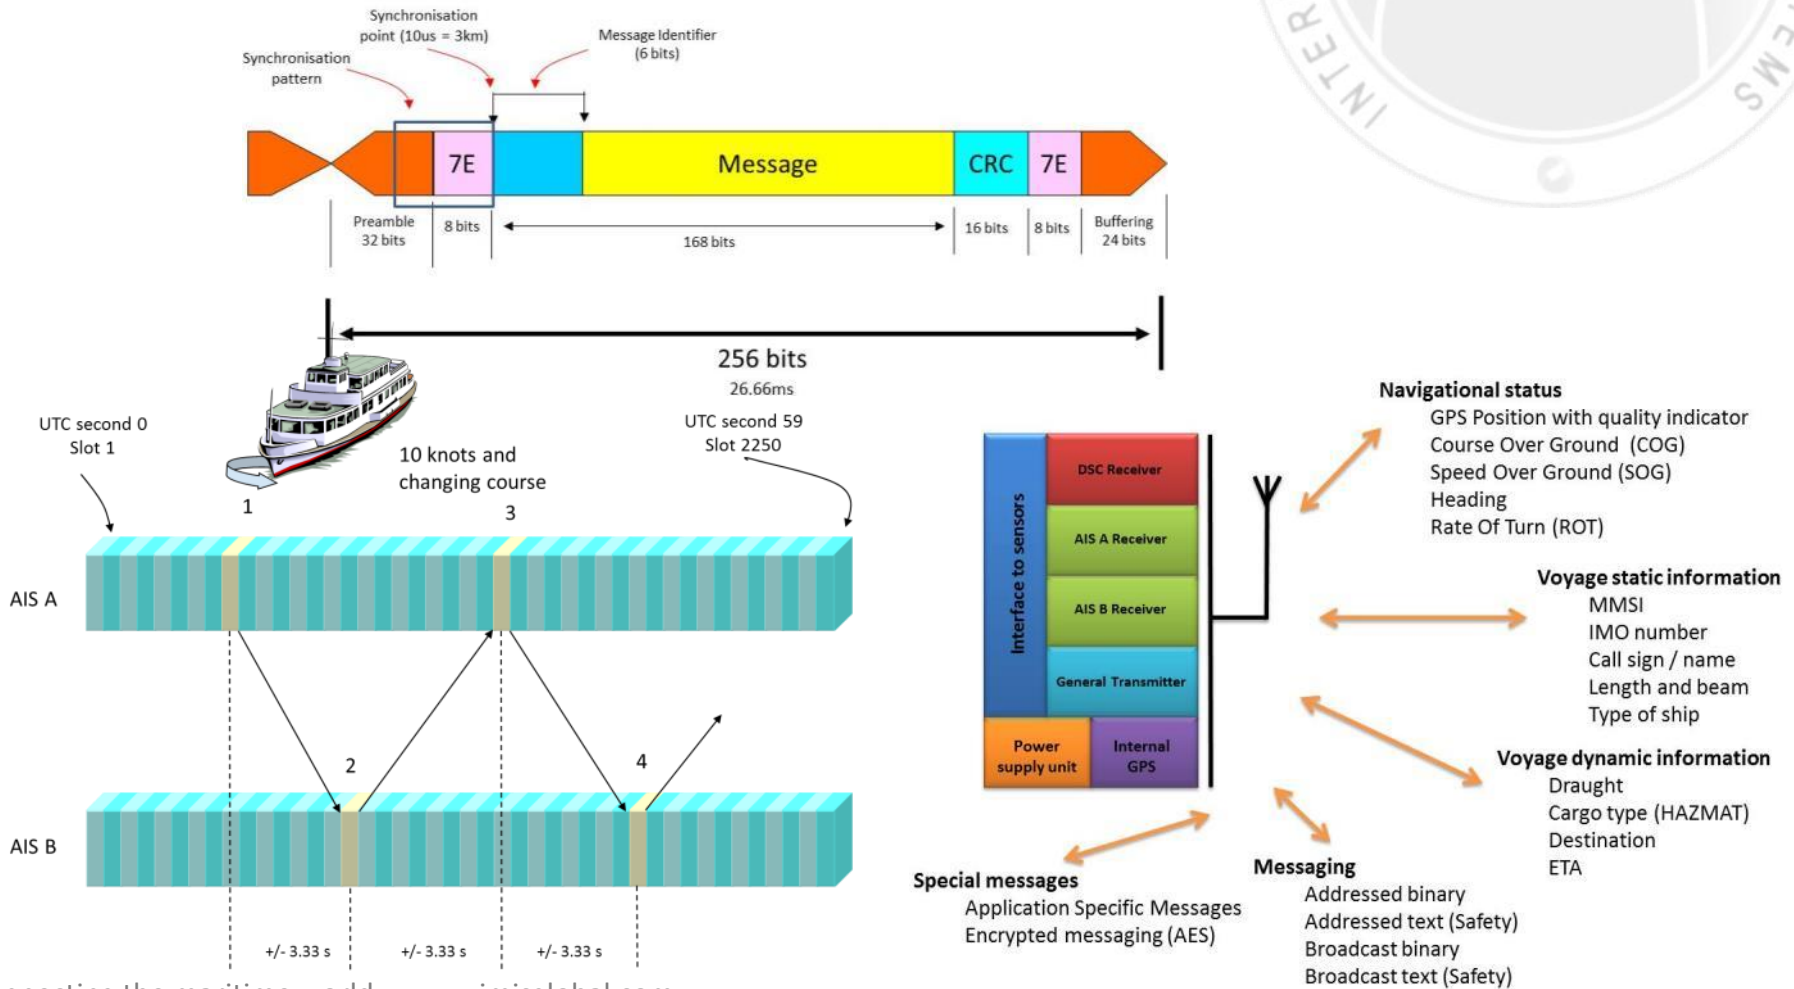 Synchronisation
point (10us = 3km)
Message Identifier
(6 bits)
Synchronisation
pattern
7E
Message
CRC
7E
Preamble
32 bits
8 bits
168 bits
16 bits
8 bits
Buffering
24 bits
256 bits
26.66ms
UTC second 0
Slot 1
UTC second 59
Slot 2250
10 knots and
changing course
1
3
AIS A
2
4
AIS B
+/- 3.33 s
+/- 3.33 s
+/- 3.33 s
Interface to sensors
DSC Receiver
AIS A Receiver
AIS B Receiver
General Transmitter
Power
supply unit
Internal
GPS
Navigational status
GPS Position with quality indicator
Course Over Ground (COG)
Speed Over Ground (SOG)
Heading
Rate Of Turn (ROT)
Voyage static information
MMSI
IMO number
Call sign / name
Length and beam
Type of ship
Voyage dynamic information
Draught
Cargo type (HAZMAT)
Destination
ETA
Special messages
Application Specific Messages
Encrypted messaging (AES)
Messaging
Addressed binary
Addressed text (Safety)
Broadcast binary
Broadcast text (Safety)
the maritime world